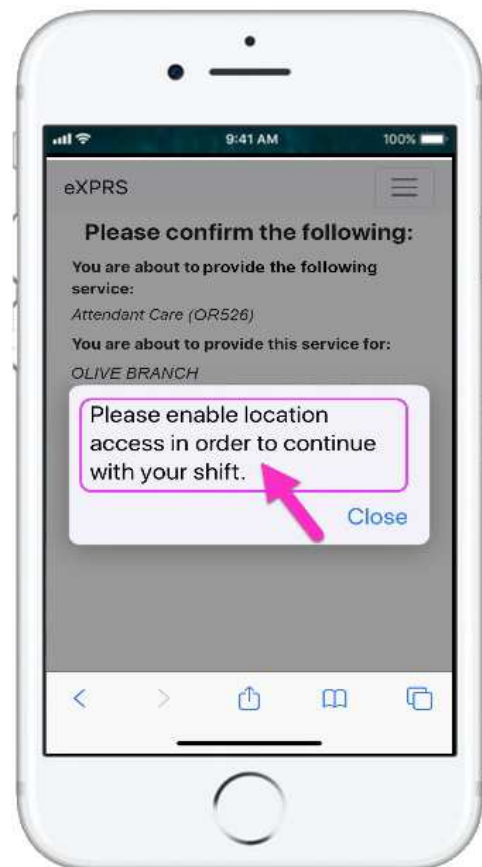 9:41 AM 100%
eXPRS
Please confirm the following:
You are about to provide the following
service:
Attendant Care (OR526)
You are about to provide this service for:
OLIVE BRANCH
Please enable location
access in order to continue
with your shift.
Close